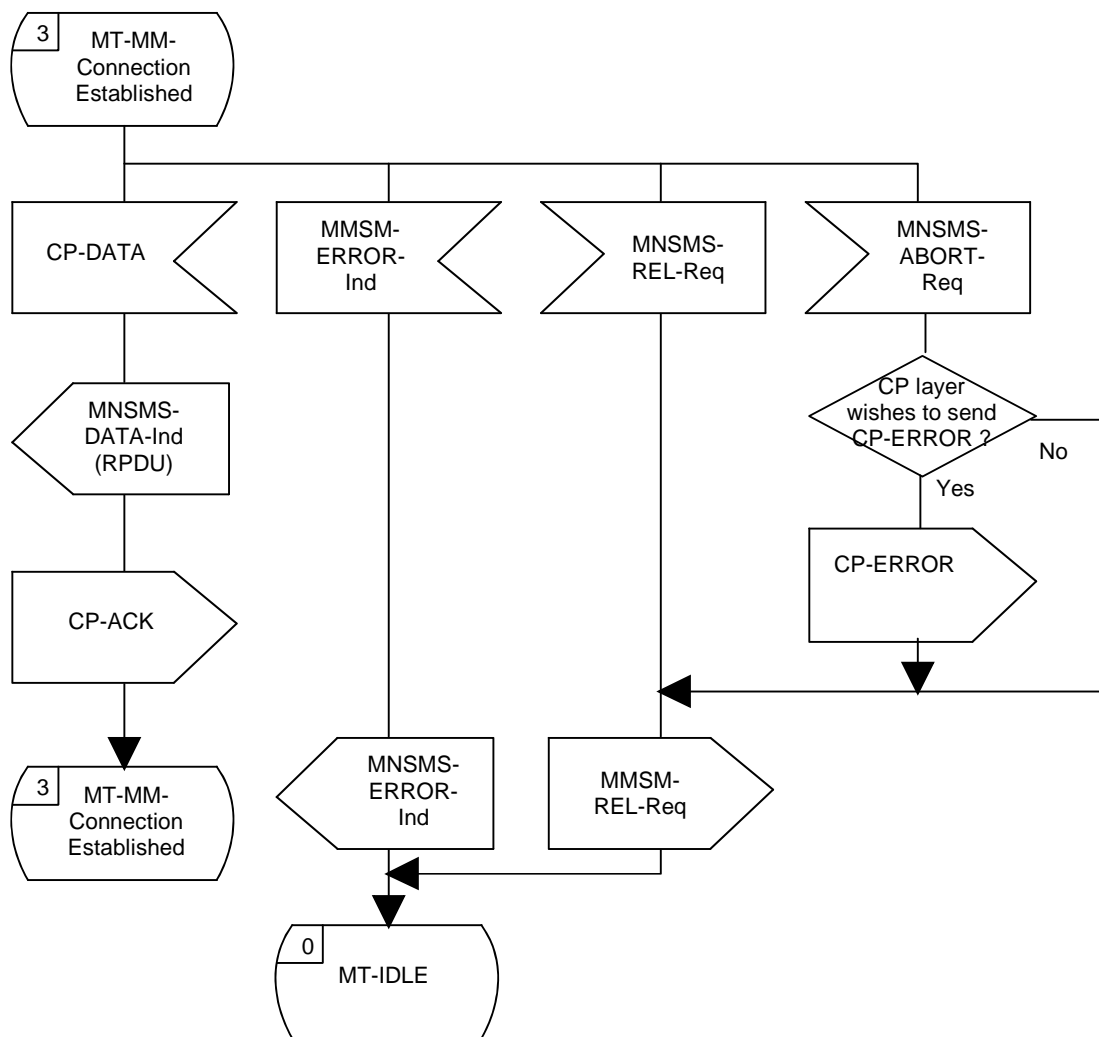 3
MT-MM-
Connection
Established
CP-DATA
MMSM-
ERROR-
Ind
MNSMS-
REL-Req
MNSMS-
ABORT-
Req
MNSMS-
DATA-Ind
(RPDU)
CP layer
wishes to send
CP-ERROR ?
No
Yes
CP-ACK
CP-ERROR
3
MT-MM-
Connection
Established
MNSMS-
ERROR-
Ind
MMSM-
REL-Req
0
MT-IDLE